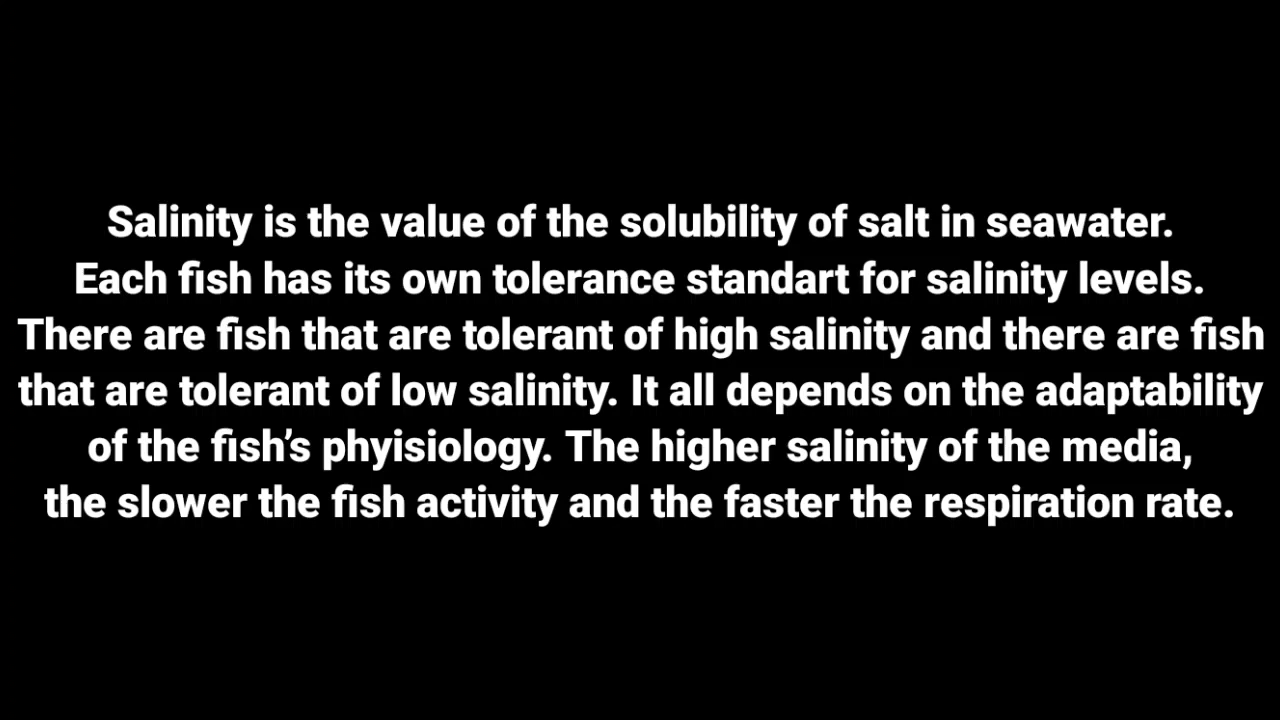 Salinity is the value of the solubility of salt in seawater.
Each fish has its own tolerance standart for salinity levels.
There are fish that are tolerant of high salinity and there are fish
that are tolerant of low salinity. It all depends on the adaptability
of the fish’s phyisiology. The higher salinity of the media,
the slower the fish activity and the faster the respiration rate.